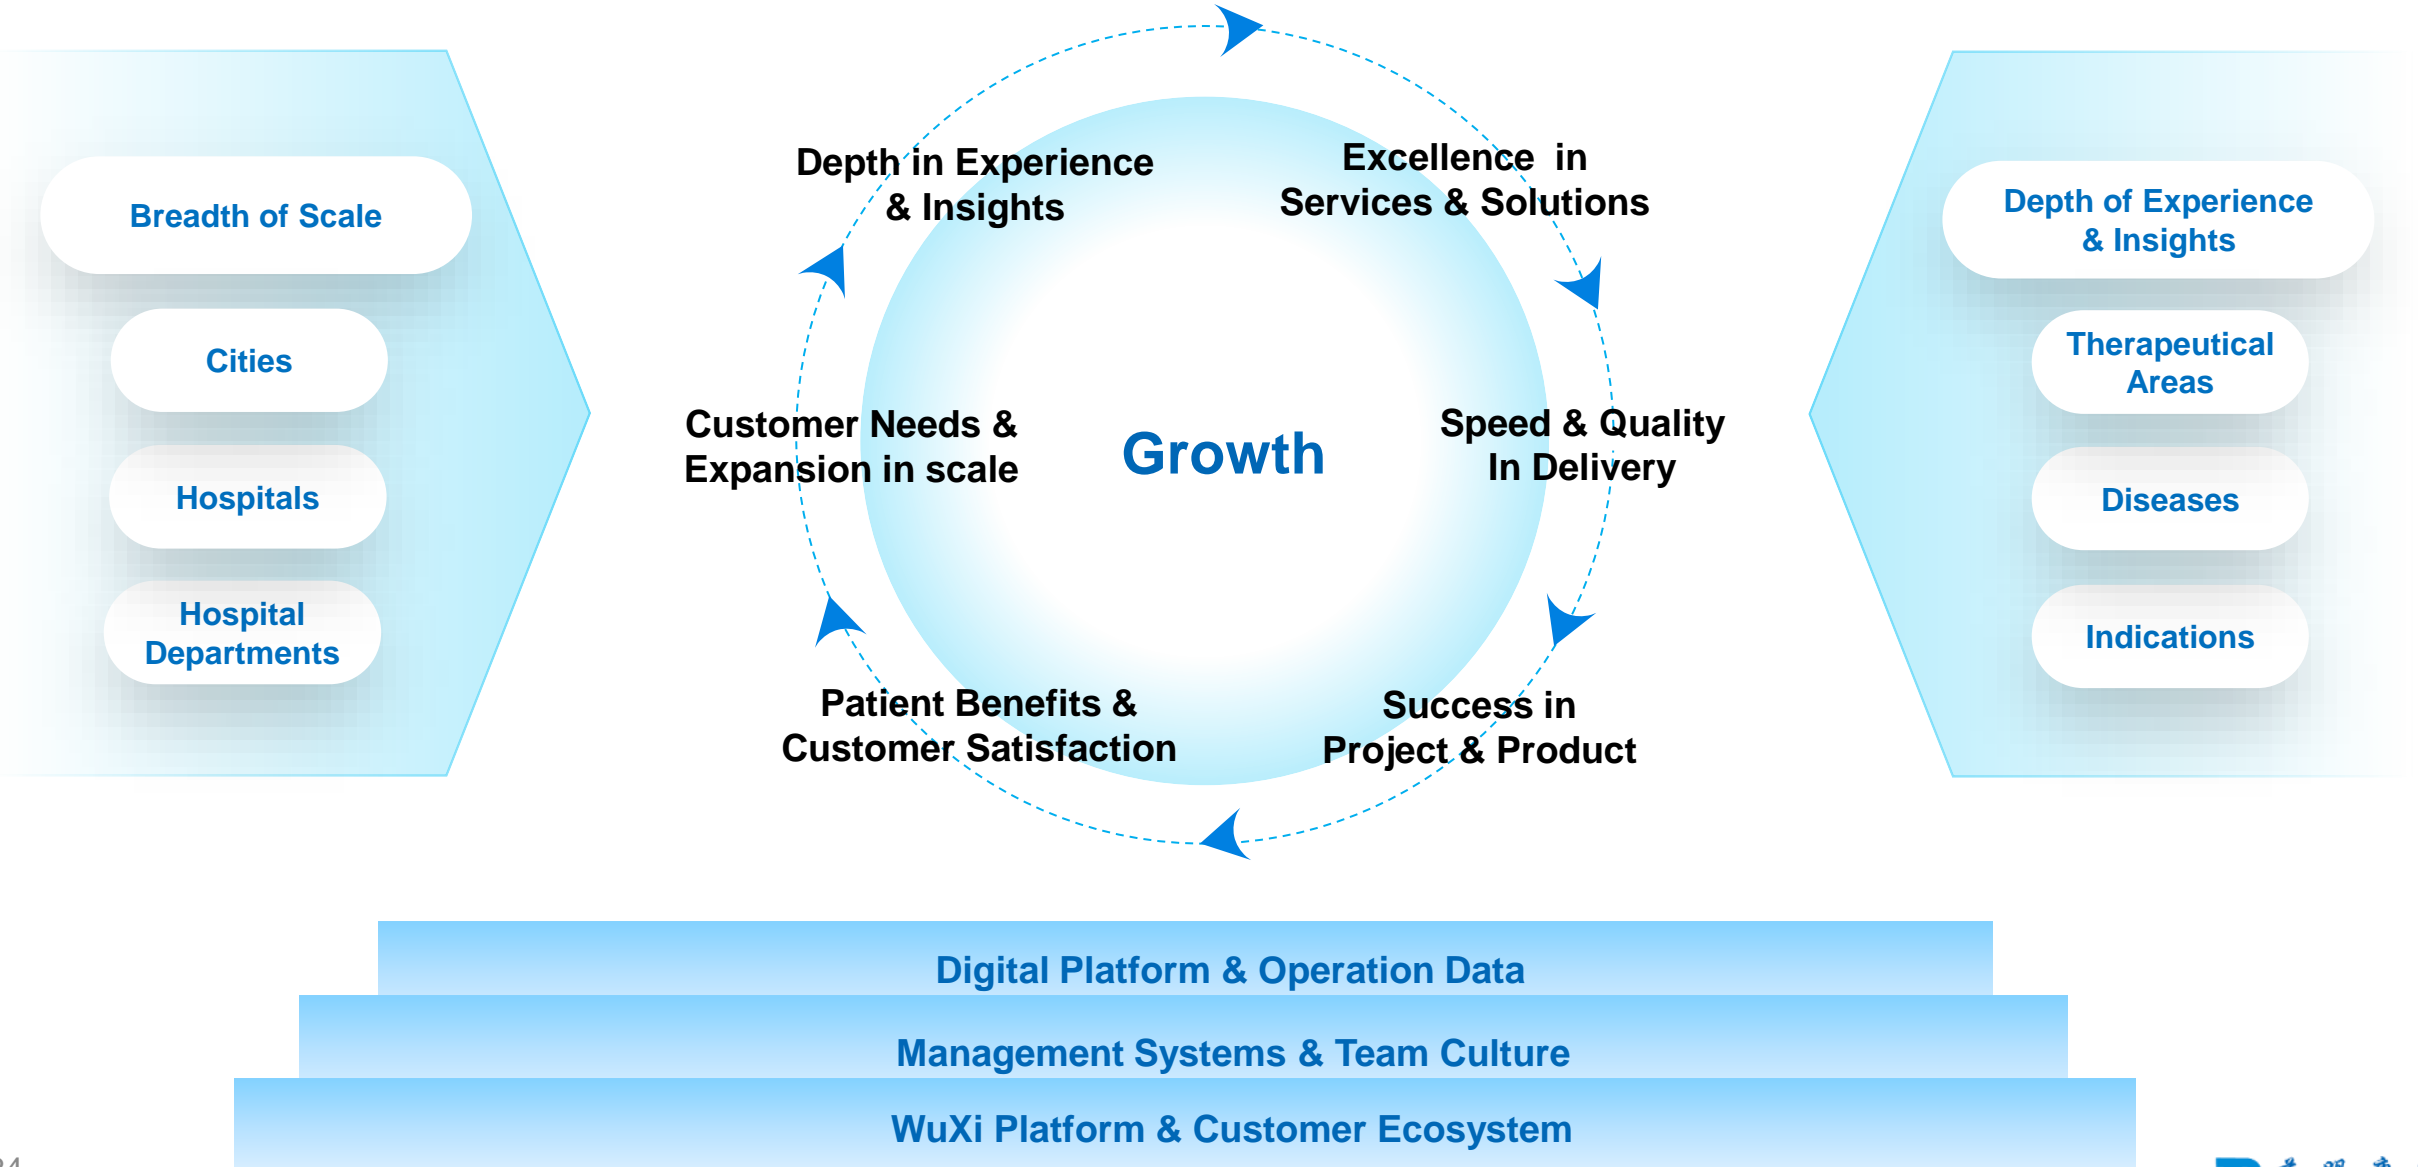 Breadth of Scale
Cities
Hospitals
Hospital
Departments
Depth in Experience
& Insights
Excellence in
Services & Solutions
Customer Needs &
Expansion in scale
Growth
Speed & Quality
In Delivery
Patient Benefits &
Customer Satisfaction
Success in
Project & Product
Depth of Experience
& Insights
Therapeutical
Areas
Diseases
Indications
Digital Platform & Operation Data
Management Systems & Team Culture
WuXi Platform & Customer Ecosystem